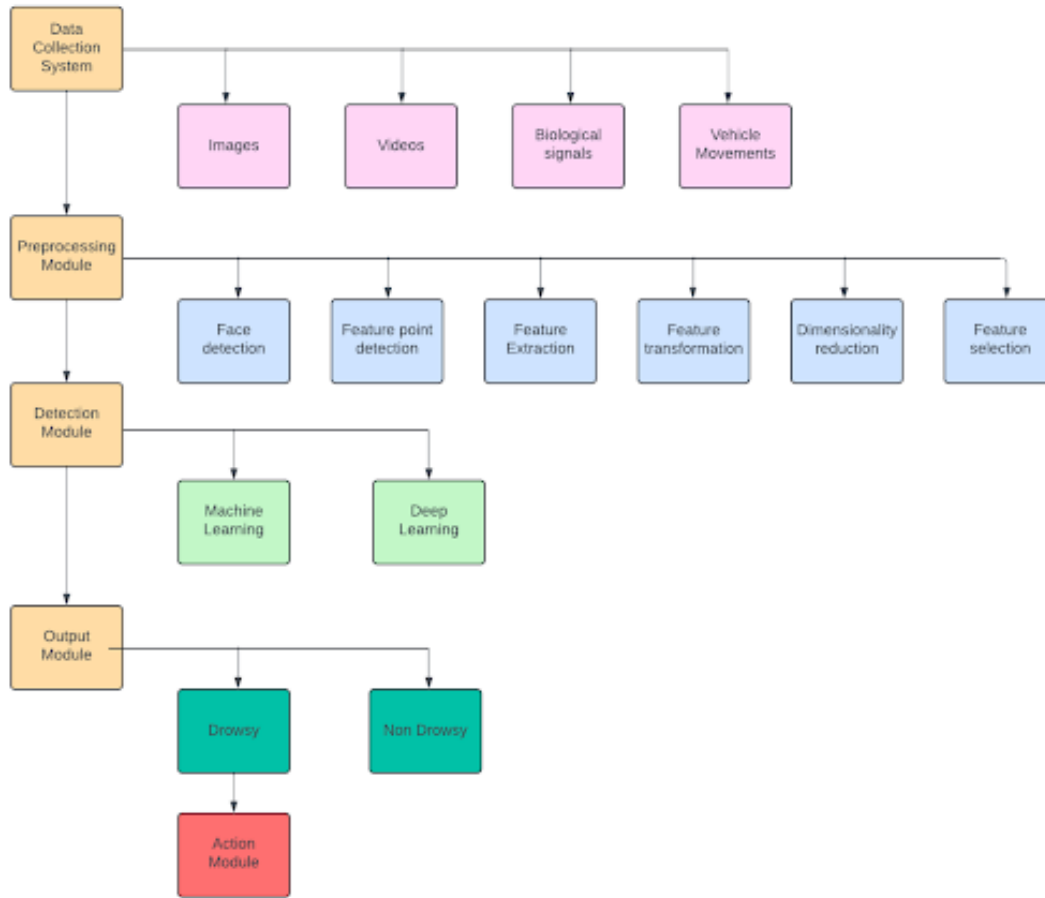 Data
Collection
System
Images
Videos
Biological
signals
Vehicle
Movements
Preprocessing
Module
Face
detection
Feature point
detection
Feature
Extraction
Feature
transformation
Dimensionality
reduction
Feature
selection
Detection
Module
Machine
Learning
Deep
Learning
Output
Module
Drowsy
Non Drowsy
Action
Module